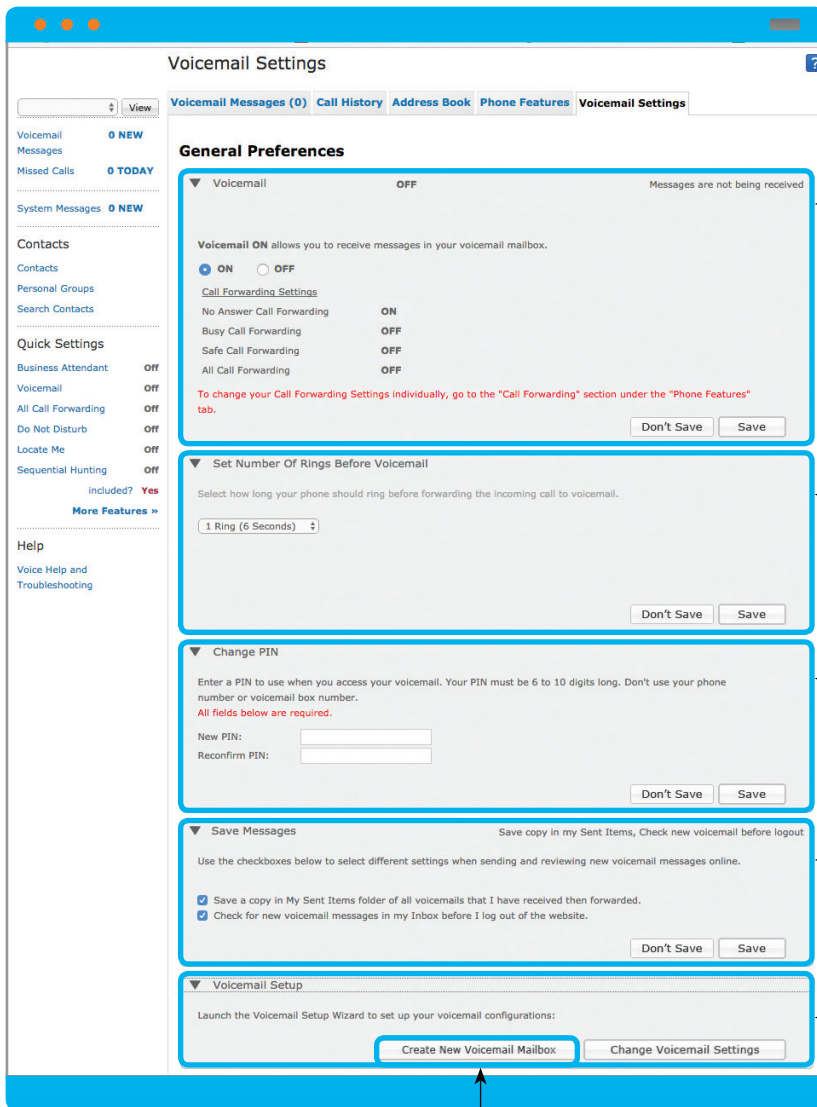 Voicemail Settings
?
View
Voicemail Messages (0) Call History Address Book Phone Features Voicemail Settings
Voicemail Messages 0 NEW
Missed Calls 0 TODAY
System Messages 0 NEW
Contacts
Contacts
Personal Groups
Search Contacts
Quick Settings
Business Attendant Off
Voicemail Off
All Call Forwarding Off
Do Not Disturb Off
Locate Me Off
Sequential Hunting Off
included? Yes
More Features »
Help
Voice Help and
Troubleshooting
General Preferences
Voicemail OFF Messages are not being received
Voicemail ON allows you to receive messages in your voicemail mailbox.
ON OFF
Call Forwarding Settings
No Answer Call Forwarding ON
Busy Call Forwarding OFF
Safe Call Forwarding OFF
All Call Forwarding OFF
To change your Call Forwarding Settings individually, go to the "Call Forwarding" section under the "Phone Features"
tab.
Don't Save Save
Set Number Of Rings Before Voicemail
Select how long your phone should ring before forwarding the incoming call to voicemail.
1 Ring (6 Seconds)
Don't Save Save
Change PIN
Enter a PIN to use when you access your voicemail. Your PIN must be 6 to 10 digits long. Don't use your phone
number or voicemail box number.
All fields below are required.
New PIN:
Reconfirm PIN:
Don't Save Save
Save Messages Save copy in my Sent Items, Check new voicemail before logout
Use the checkboxes below to select different settings when sending and reviewing new voicemail messages online.
Save a copy in My Sent Items folder of all voicemails that I have received then forwarded.
Check for new voicemail messages in my Inbox before I log out of the website.
Don't Save Save
Voicemail Setup
Launch the Voicemail Setup Wizard to set up your voicemail configurations:
Create New Voicemail Mailbox Change Voicemail Settings